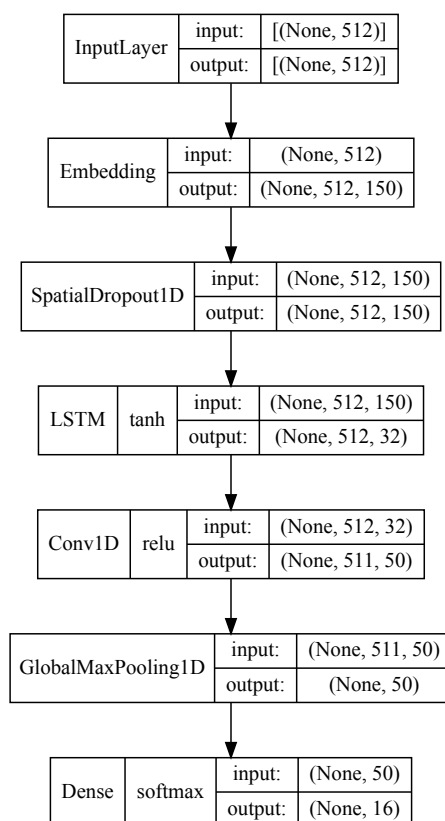 InputLayer input: [(None, 512)]
output: [(None, 512)]
Embedding input: (None, 512)
output: (None, 512, 150)
SpatialDropout1D input: (None, 512, 150)
output: (None, 512, 150)
LSTM tanh input: (None, 512, 150)
output: (None, 512, 32)
Conv1D relu input: (None, 512, 32)
output: (None, 511, 50)
GlobalMaxPooling1D input: (None, 511, 50)
output: (None, 50)
Dense softmax input: (None, 50)
output: (None, 16)